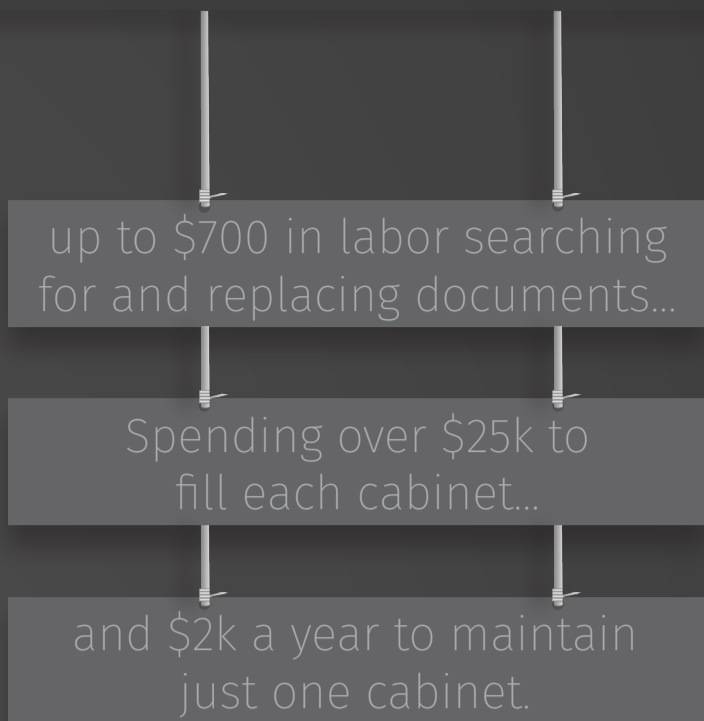 up to $700 in labor searching
for and replacing documents...
Spending over $25k to
fill each cabinet...
and $2k a year to maintain
just one cabinet.